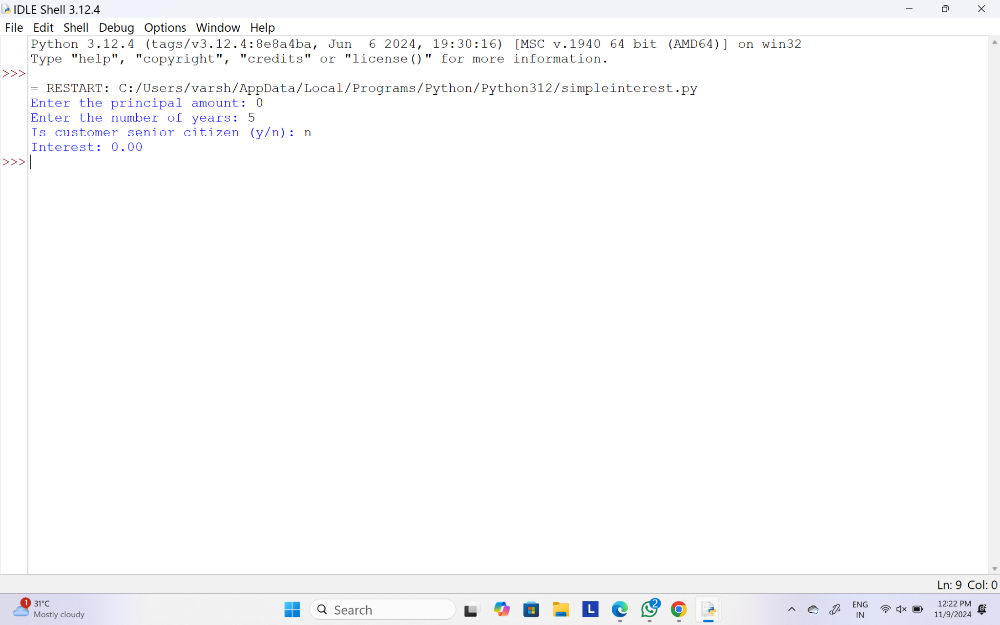 IDLE Shell 3.12.4
File Edit Shell Debug Options Window Help
Python 3.12.4 (tags/v3.12.4:8e8a4ba, Jun  6 2024, 19:30:16) [MSC v.1940 64 bit (AMD64)] on win32
Type "help", "copyright", "credits" or "license()" for more information.
>>>
= RESTART: C:/Users/varsh/AppData/Local/Programs/Python/Python312/simpleinterest.py
Enter the principal amount: 0
Enter the number of years: 5
Is customer senior citizen (y/n): n
Interest: 0.00
>>>
Ln: 9 Col: 0
1 31°C
Mostly cloudy
Search
L
2
ENG
IN
12:22 PM
11/9/2024